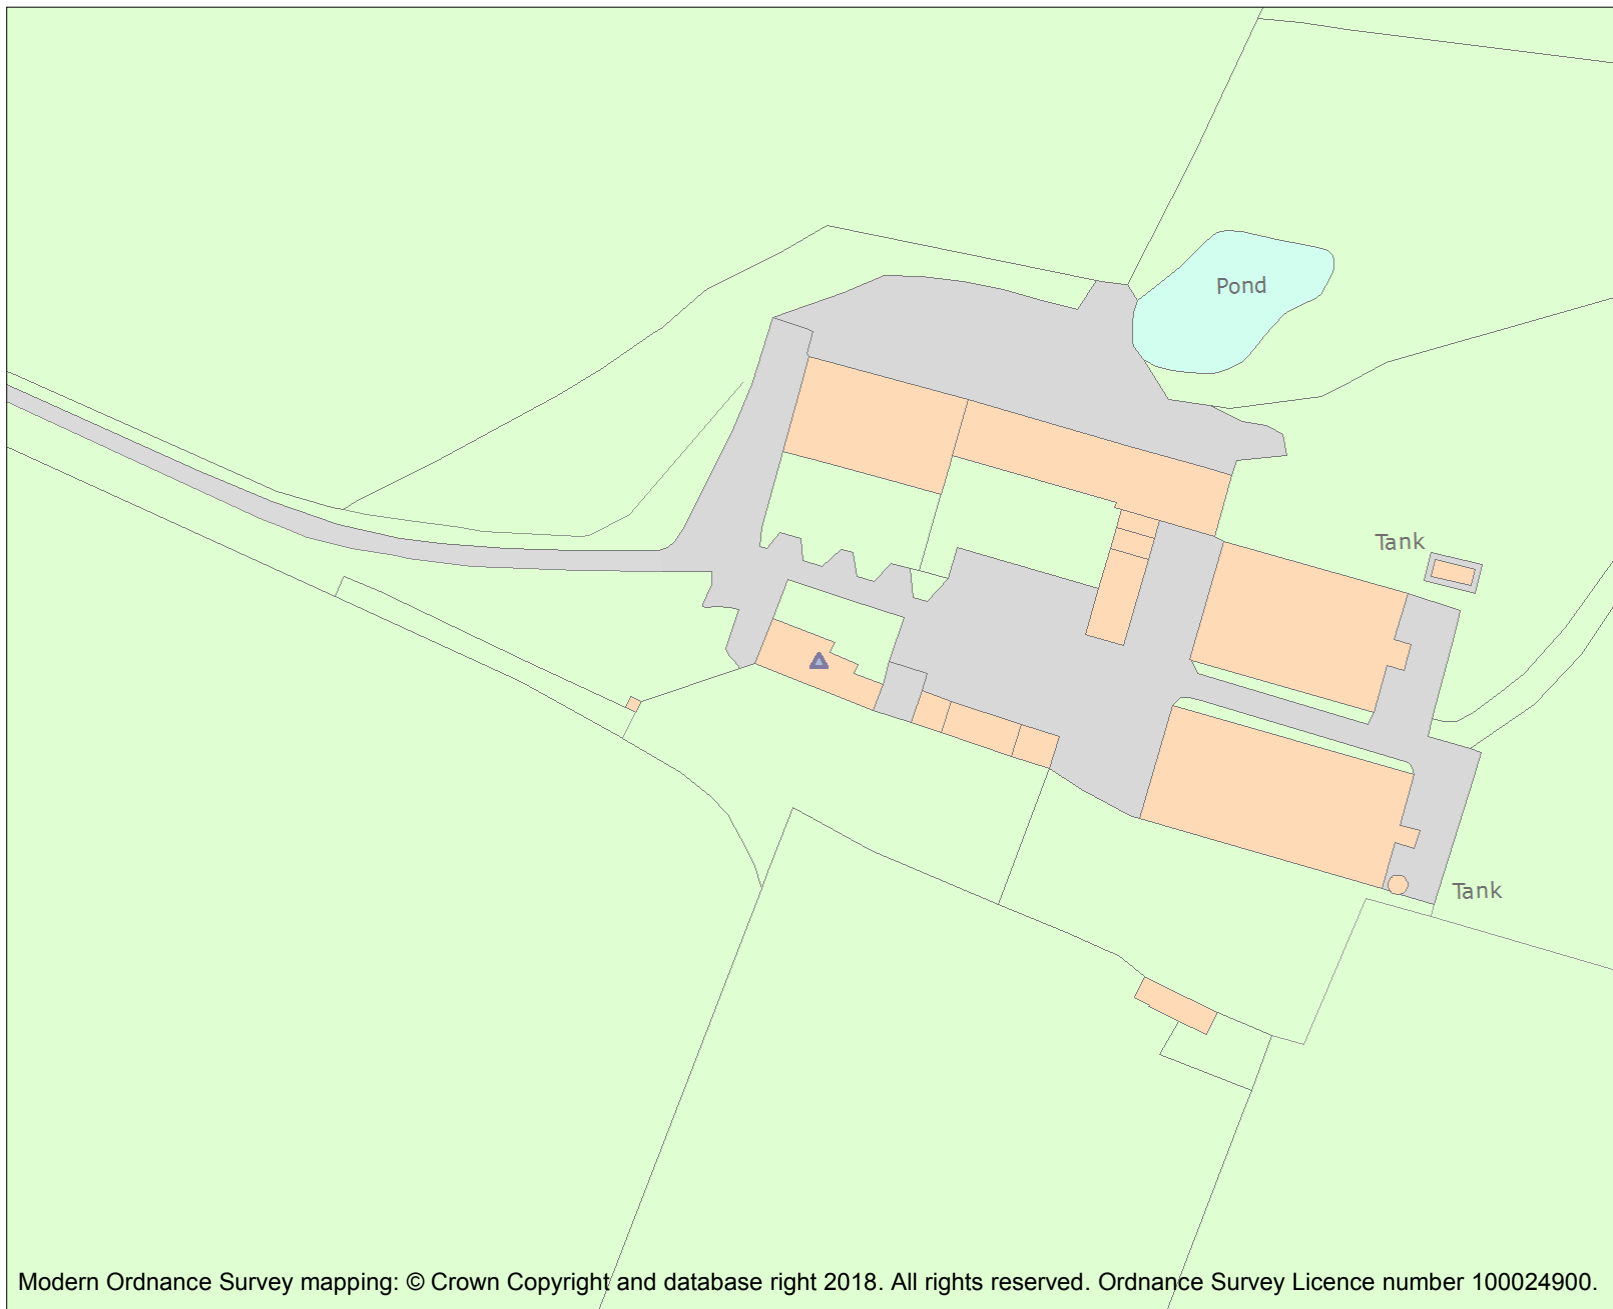 Pond
Tank
Tank
Modern Ordnance Survey mapping: © Crown Copyright and database right 2018. All rights reserved. Ordnance Survey Licence number 100024900.